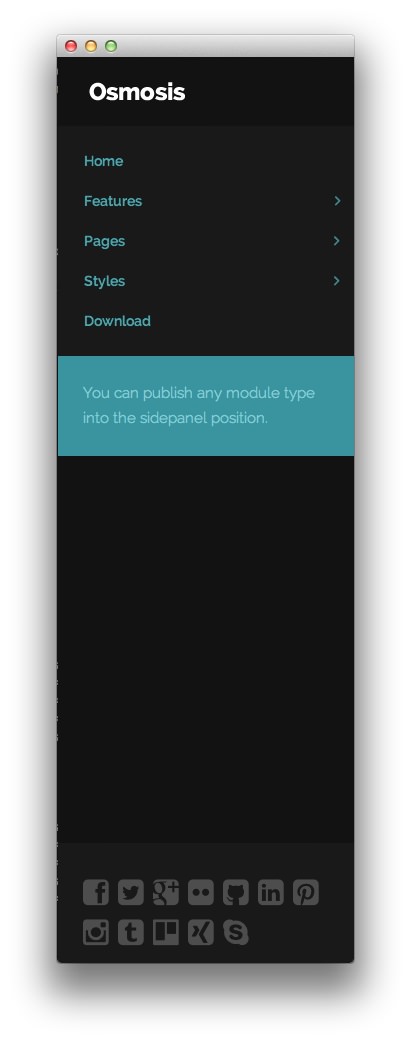 Osmosis
Home
Features
Pages
Styles
Download
You can publish any module type
into the sidepanel position.